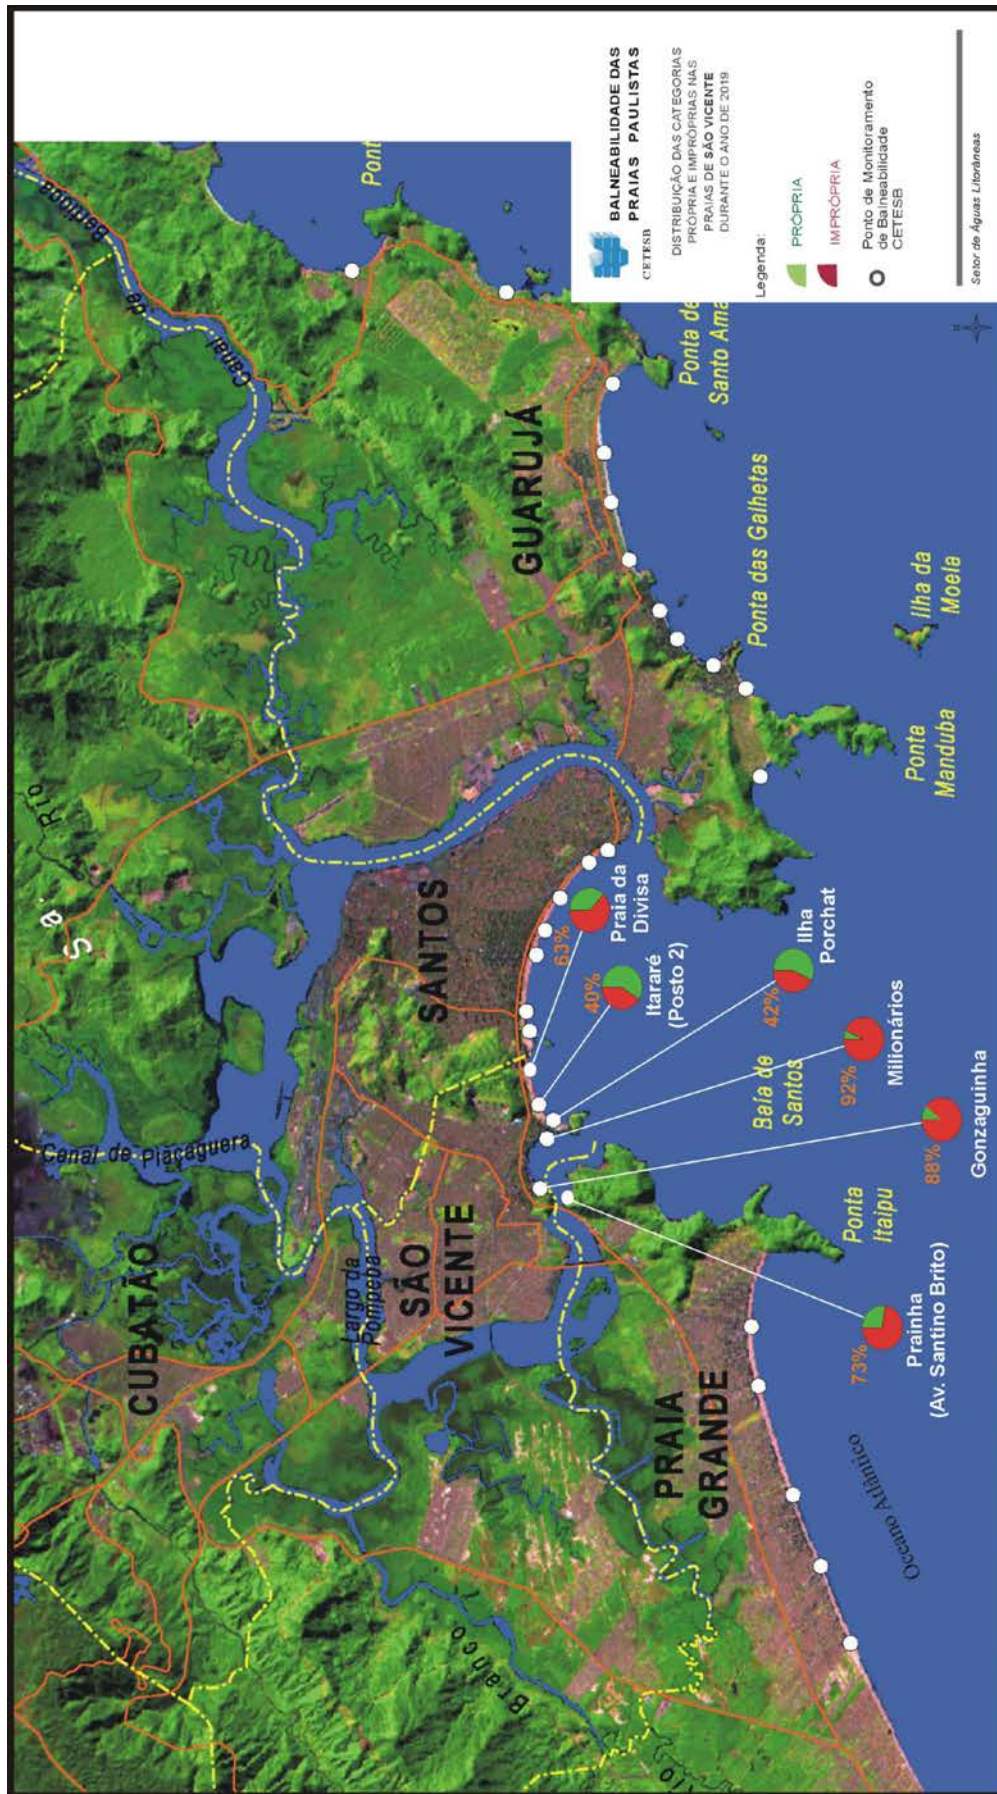 BALNEABILIDADE DAS
PRAIAS PAULISTAS
CETESB
DISTRIBUIÇÃO DAS CATEGORIAS
PRÓPRIA E IMPRÓPRIAS NAS
PRAIAS DE SÃO VICENTE
DURANTE O ANO DE 2019
Legenda:
PRÓPRIA
IMPRÓPRIA
Ponto de Monitoramento
de Balneabilidade
CETESB
Setor de Águas Litorâneas
CUBATÃO
Canal de Piaçaguera
Largo da
Pompeba
SÃO
VICENTE
SANTOS
Sa.
Rio
GUARUJÁ
Canal de Bertioga
Pont
Ponta de
Santo Ama
Ponta das Galhetas
Ilha da
Moela
Ponta
Manduba
63%
Praia da
Divisa
40%
Itararé
(Posto 2)
42%
Ilha
Porchat
Baía de
Santos
92%
Milionários
88%
Gonzaguinha
Ponta
Itaipu
73%
Prainha
(Av. Santino Brito)
PRAIA
GRANDE
Oceano Atlântico
Rio
Branco